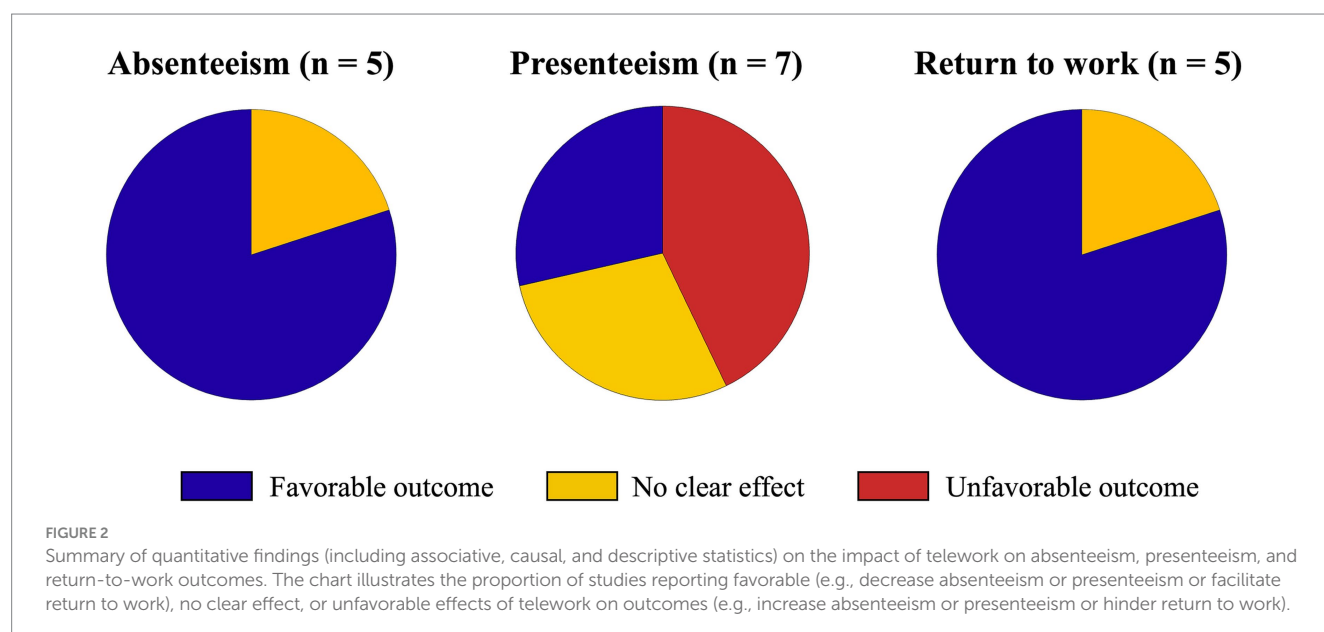 Absenteeism (n = 5)
Presenteeism (n = 7)
Return to work (n = 5)
Favorable outcome
No clear effect
Unfavorable outcome
FIGURE 2
Summary of quantitative findings (including associative, causal, and descriptive statistics) on the impact of telework on absenteeism, presenteeism, and
return-to-work outcomes. The chart illustrates the proportion of studies reporting favorable (e.g., decrease absenteeism or presenteeism or facilitate
return to work), no clear effect, or unfavorable effects of telework on outcomes (e.g., increase absenteeism or presenteeism or hinder return to work).